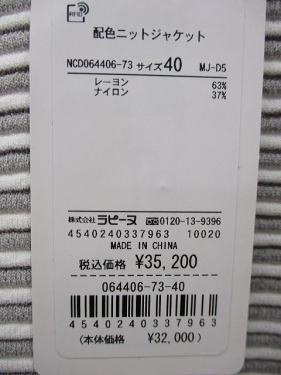 RFID
配色ニットジャケット
NCD064406-73 サイズ 40 MJ-D5
レーヨン 63%
ナイロン 37%
株式会社 ラピーヌ 0120-13-9396
4540240337963 10020
MADE IN CHINA
税込価格 ¥35,200
064406-73-40
4540240337963
(本体価格 ¥32,000)